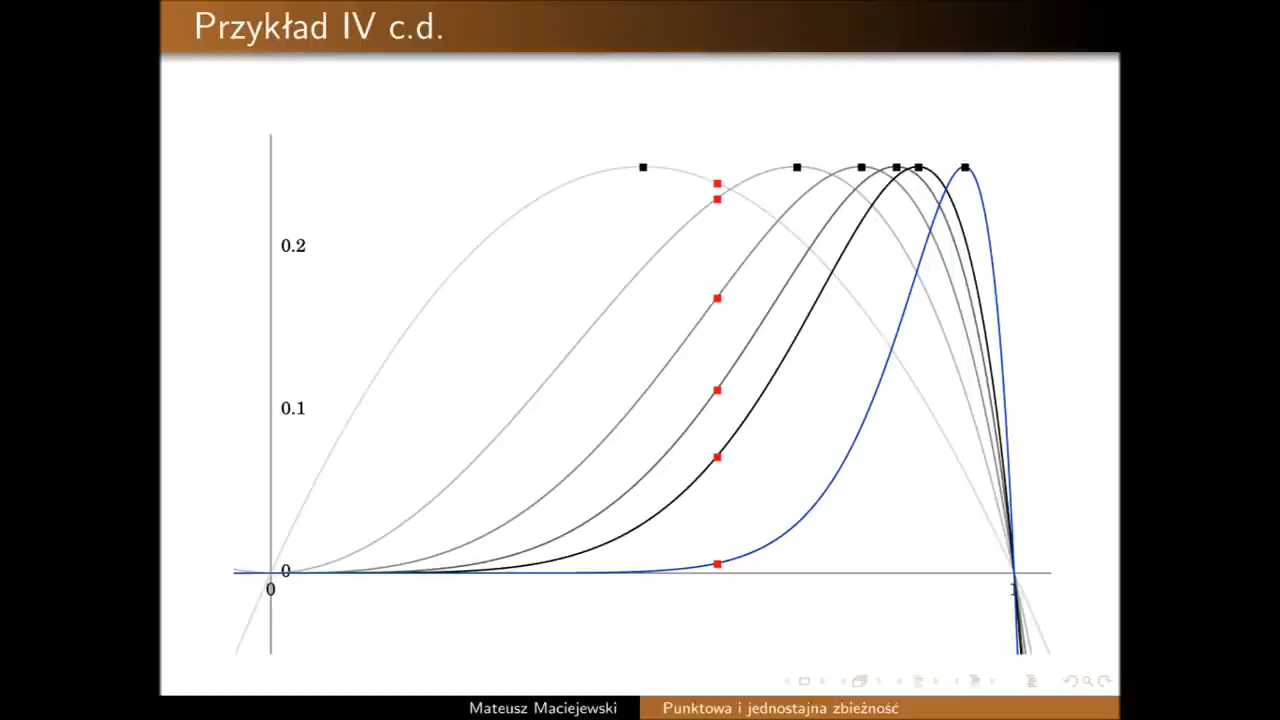 Przykład IV c.d.
0.2
0.1
0
0
1
Mateusz Maciejewski
Punktowa i jednostajna zbieżność